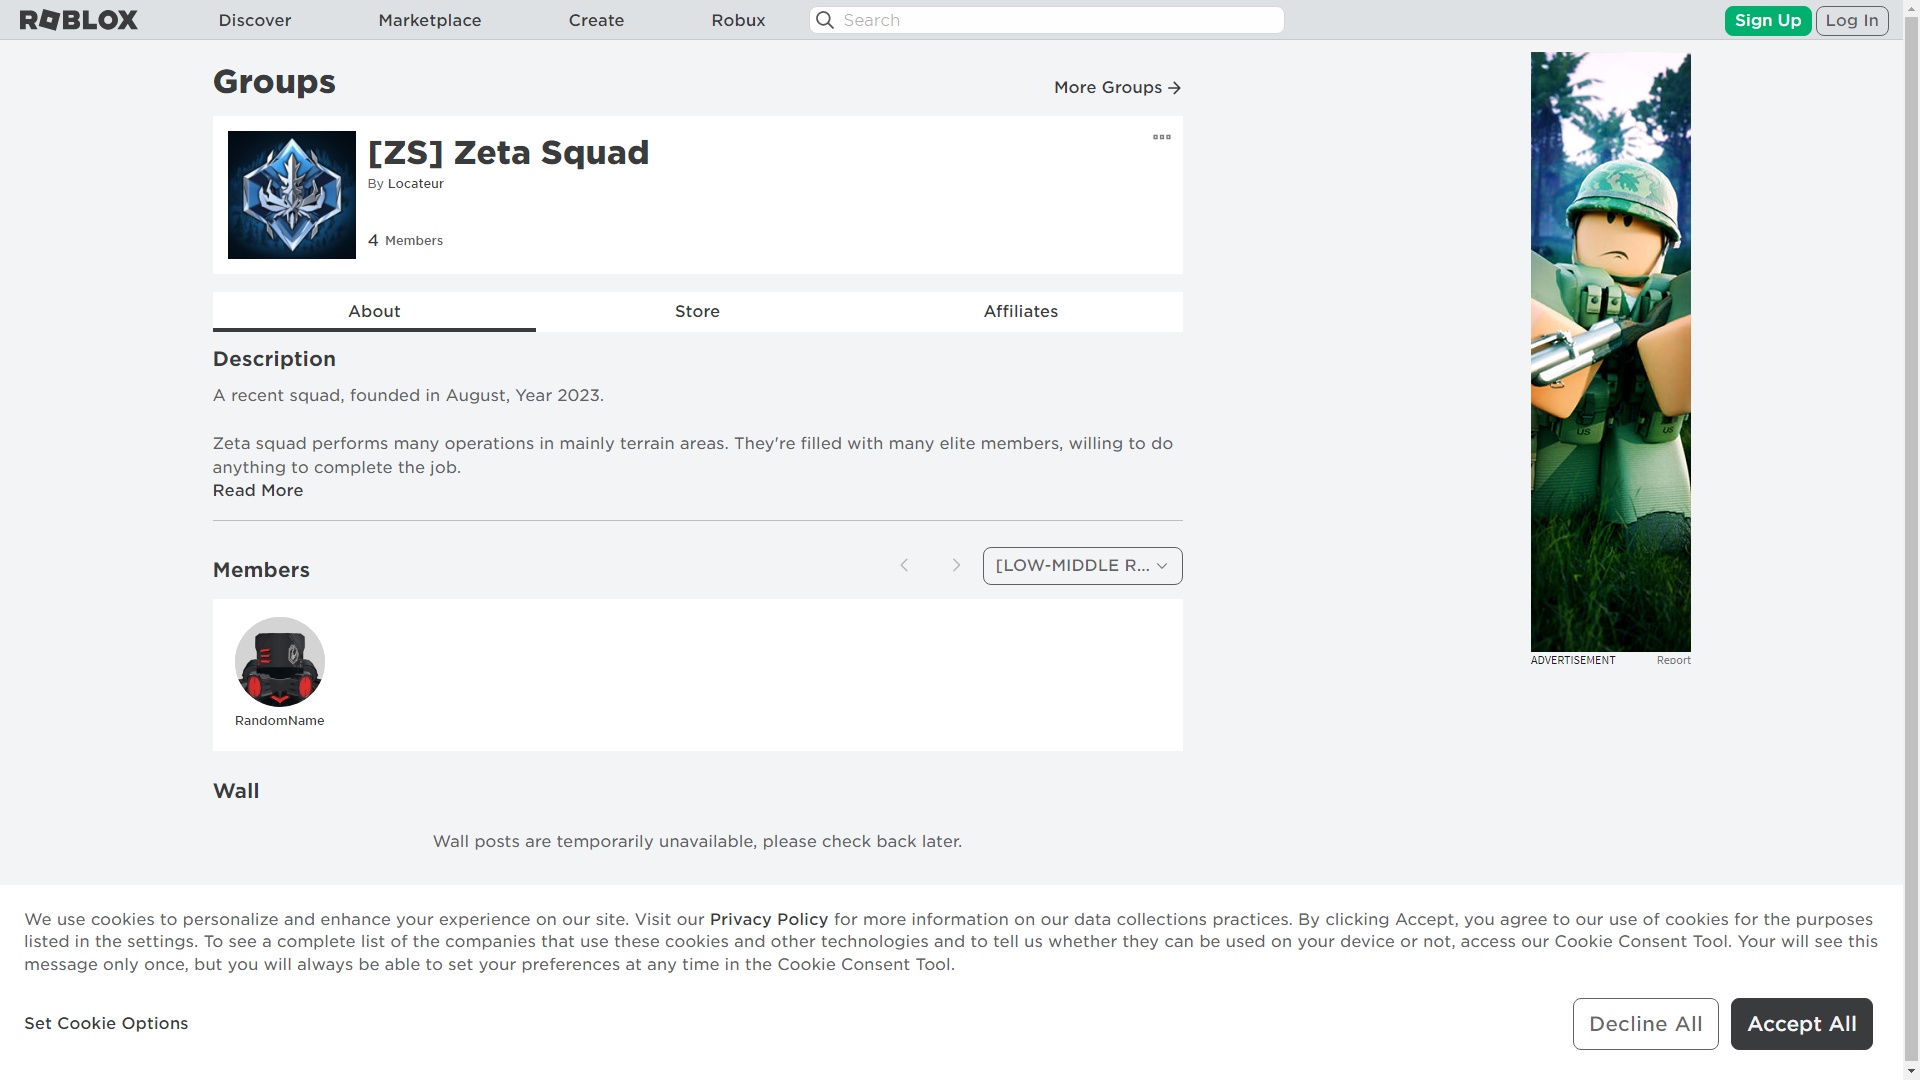 ROBLOX
Discover
Marketplace
Create
Robux
Search
Sign Up
Log In
Groups
More Groups
[ZS] Zeta Squad
By Locateur
4 Members
About
Store
Affiliates
Description
A recent squad, founded in August, Year 2023.
Zeta squad performs many operations in mainly terrain areas. They're filled with many elite members, willing to do
anything to complete the job.
Read More
Members
[LOW-MIDDLE R...
RandomName
Wall
Wall posts are temporarily unavailable, please check back later.
US
US
ADVERTISEMENT
Report
We use cookies to personalize and enhance your experience on our site. Visit our Privacy Policy for more information on our data collections practices. By clicking Accept, you agree to our use of cookies for the purposes
listed in the settings. To see a complete list of the companies that use these cookies and other technologies and to tell us whether they can be used on your device or not, access our Cookie Consent Tool. Your will see this
message only once, but you will always be able to set your preferences at any time in the Cookie Consent Tool.
Set Cookie Options
Decline All
Accept All